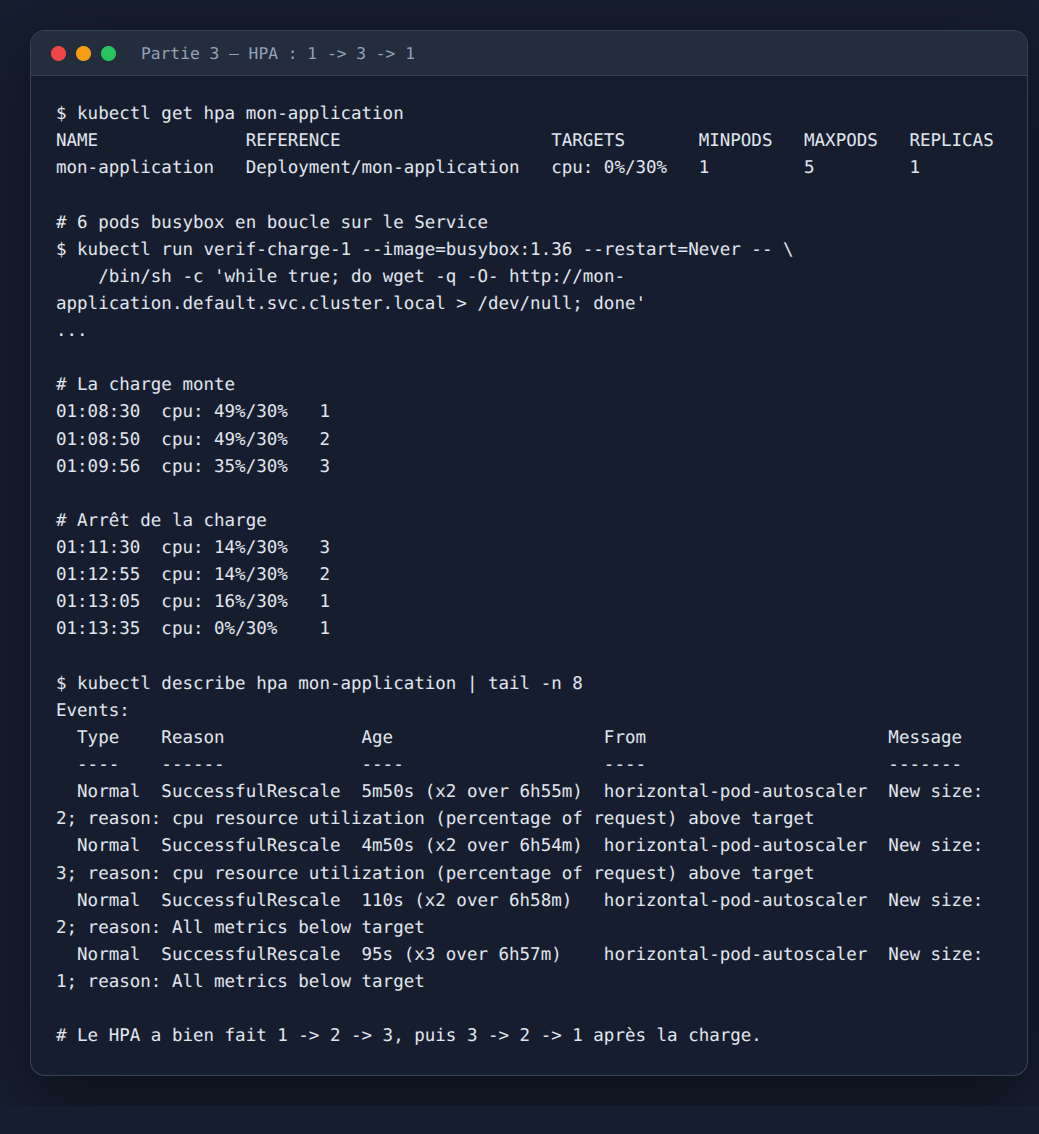 Partie 3 — HPA : 1 -> 3 -> 1
$ kubectl get hpa mon-application
NAME              REFERENCE                    TARGETS       MINPODS   MAXPODS   REPLICAS
mon-application   Deployment/mon-application   cpu: 0%/30%   1         5         1
# 6 pods busybox en boucle sur le Service
$ kubectl run verif-charge-1 --image=busybox:1.36 --restart=Never -- \
    /bin/sh -c 'while true; do wget -q -O- http://mon-
application.default.svc.cluster.local > /dev/null; done'
...
# La charge monte
01:08:30  cpu: 49%/30%   1
01:08:50  cpu: 49%/30%   2
01:09:56  cpu: 35%/30%   3
# Arrêt de la charge
01:11:30  cpu: 14%/30%   3
01:12:55  cpu: 14%/30%   2
01:13:05  cpu: 16%/30%   1
01:13:35  cpu: 0%/30%    1
$ kubectl describe hpa mon-application | tail -n 8
Events:
  Type    Reason             Age                    From                       Message
  ----    ------             ----                   ----                       -------
  Normal  SuccessfulRescale  5m50s (x2 over 6h55m)  horizontal-pod-autoscaler  New size:
2; reason: cpu resource utilization (percentage of request) above target
  Normal  SuccessfulRescale  4m50s (x2 over 6h54m)  horizontal-pod-autoscaler  New size:
3; reason: cpu resource utilization (percentage of request) above target
  Normal  SuccessfulRescale  110s (x2 over 6h58m)   horizontal-pod-autoscaler  New size:
2; reason: All metrics below target
  Normal  SuccessfulRescale  95s (x3 over 6h57m)    horizontal-pod-autoscaler  New size:
1; reason: All metrics below target
# Le HPA a bien fait 1 -> 2 -> 3, puis 3 -> 2 -> 1 après la charge.